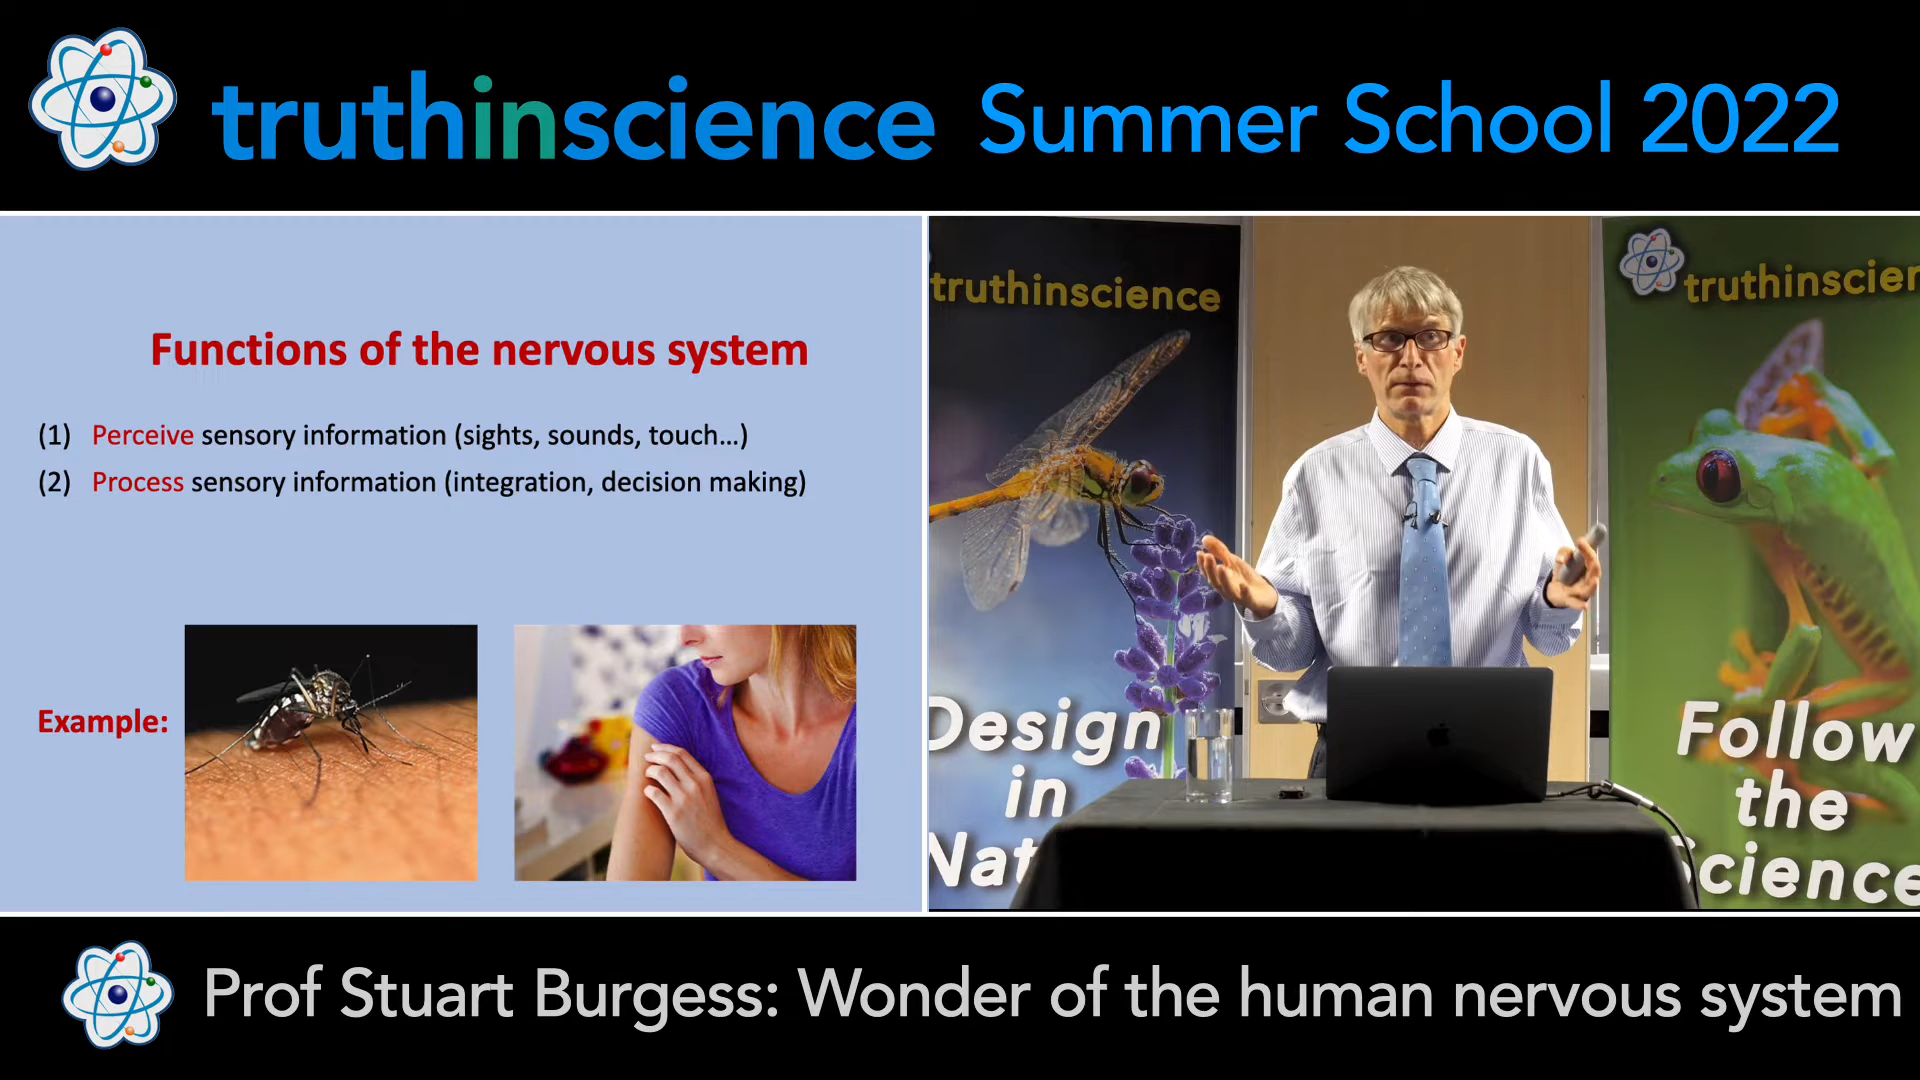 truthinscience Summer School 2022
Functions of the nervous system
(1) Perceive sensory information (sights, sounds, touch...)
(2) Process sensory information (integration, decision making)
Example:
truthinscience
Design
in
Nat
truthinscien
Follow
the
Science
Prof Stuart Burgess: Wonder of the human nervous system